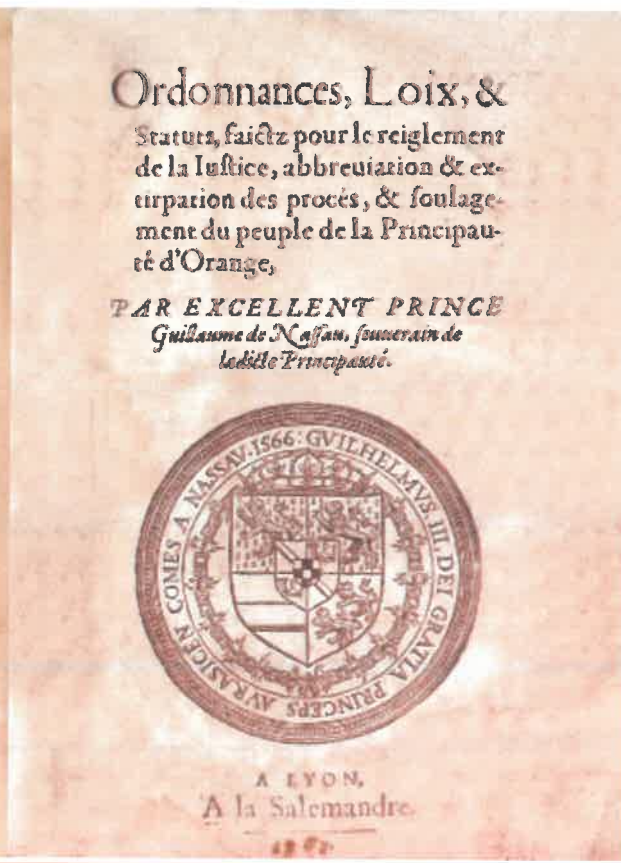 Ordonnances, Loix, &
Statuts, faictz pour le reiglement
de la Iustice, abbreuiation & ex-
tirpation des procés, & soulage-
ment du peuple de la Principau-
té d'Orange,
PAR EXCELLENT PRINCE
Guillaume de Nassau, souuerain de
ladicte Principauté.
GVILHELMVS III. DEI GRATIA PRINCEPS AVRASICEN COMES A NASSAV. 1566:
A LYON,
A la Salemandre.